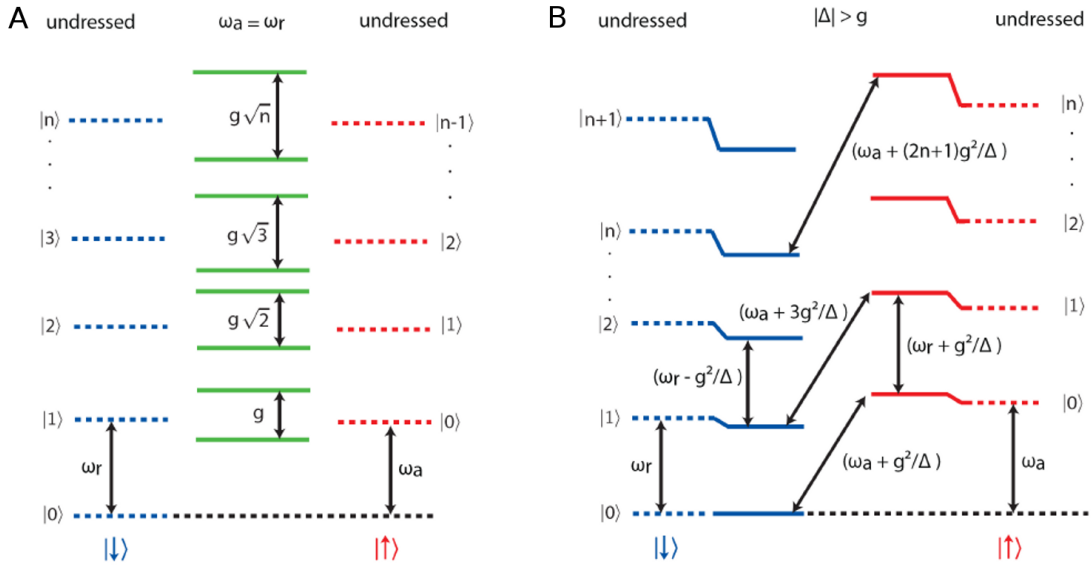 A
undressed
ωa = ωr
undressed
|n⟩
g√n
|n-1⟩
|3⟩
g√3
|2⟩
|2⟩
g√2
|1⟩
|1⟩
g
|0⟩
ωr
ωa
|0⟩
|↓⟩
|↑⟩
B
undressed
|Δ| > g
undressed
|n+1⟩
|n⟩
(ωa + (2n+1)g²/Δ )
|n⟩
|2⟩
|2⟩
(ωa + 3g²/Δ)
|1⟩
(ωr - g²/Δ)
(ωr + g²/Δ)
|1⟩
|0⟩
ωr
(ωa + g²/Δ )
ωa
|0⟩
|↓⟩
|↑⟩